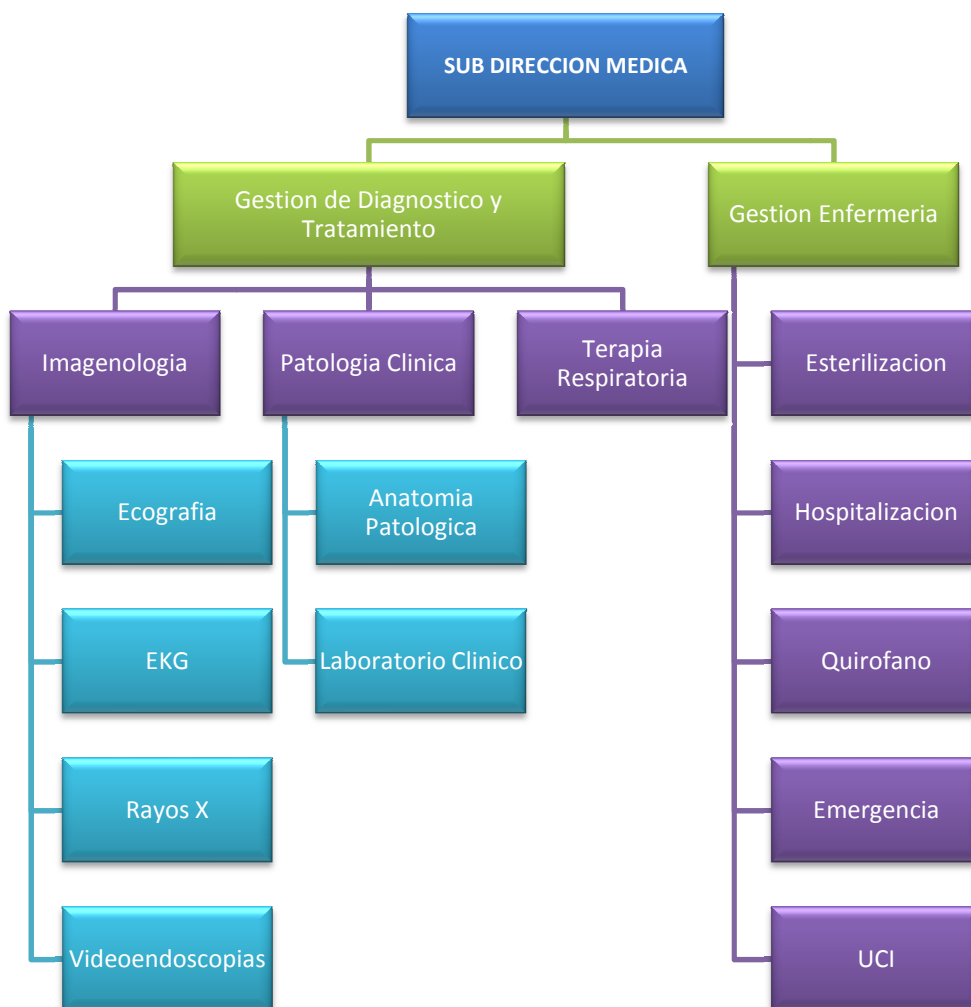 SUB DIRECCION MEDICA
Gestion de Diagnostico y
Tratamiento
Gestion Enfermeria
Imagenologia
Patologia Clinica
Terapia
Respiratoria
Esterilizacion
Ecografia
Anatomia
Patologica
Hospitalizacion
EKG
Laboratorio Clinico
Quirofano
Rayos X
Emergencia
Videoendoscopias
UCI